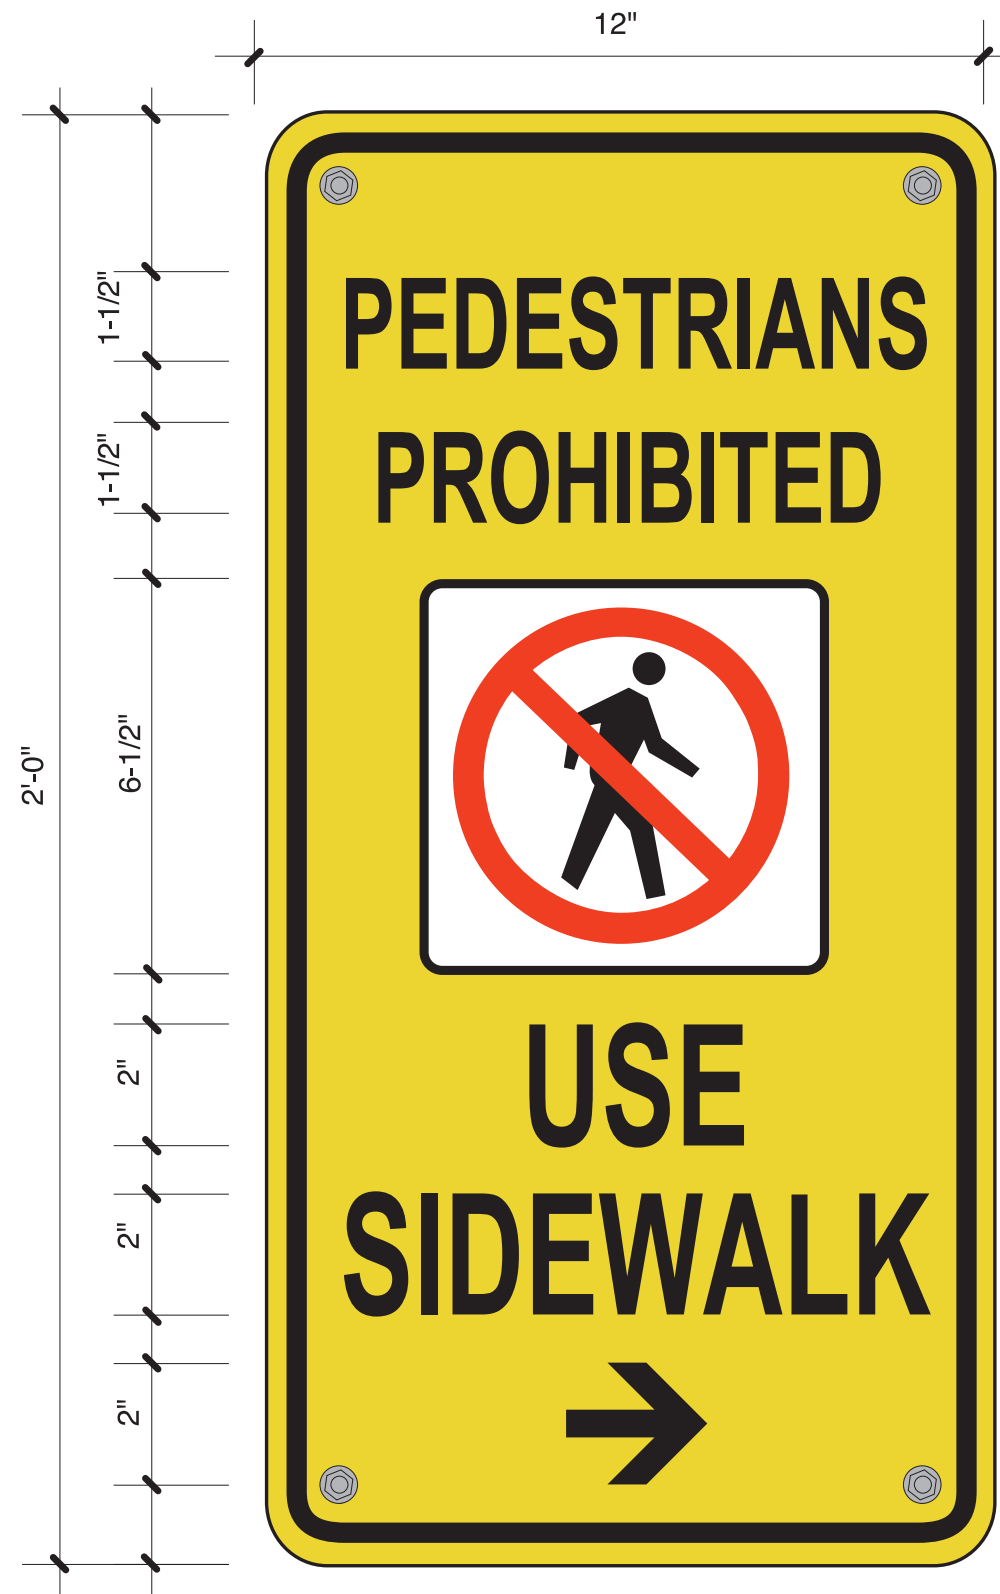 12"
1-1/2"
PEDESTRIANS
1-1/2"
PROHIBITED
2'-0"
6-1/2"
2"
USE
2"
SIDEWALK
2"